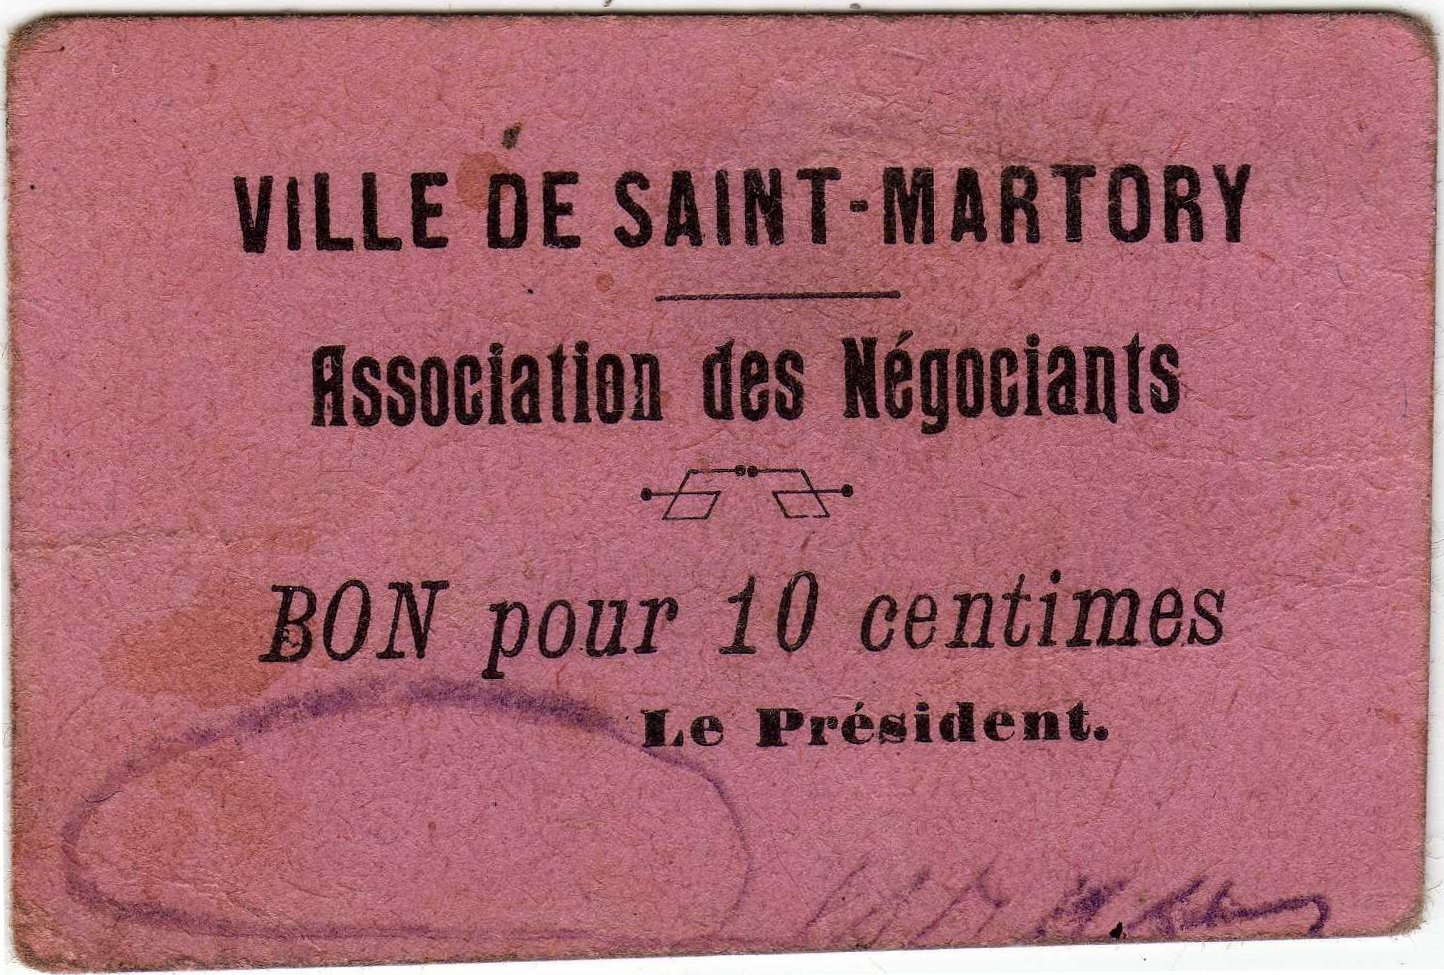 VILLE DE SAINT-MARTORY
Association des Négociants
BON pour 10 centimes
Le Président.